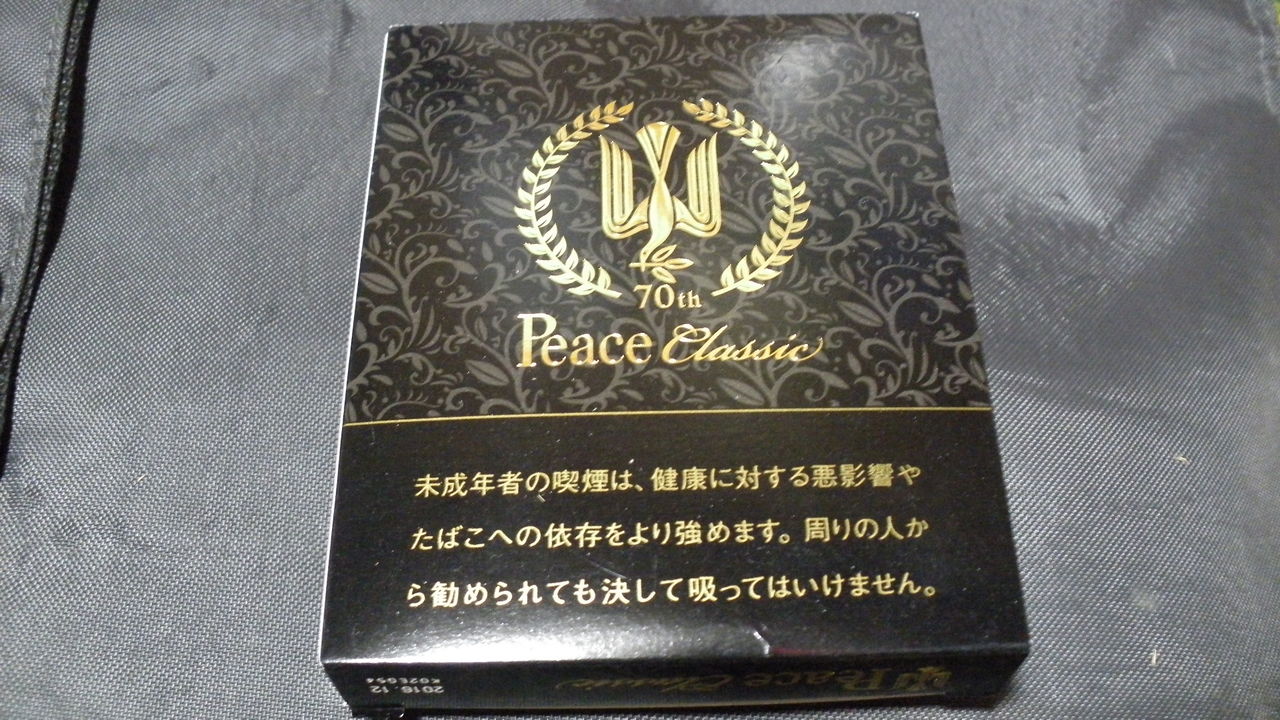 70th
Peace Classic
未成年者の喫煙は、健康に対する悪影響や
たばこへの依存をより強めます。周りの人か
ら勧められても決して吸ってはいけません。
Peace Classic
2016.12